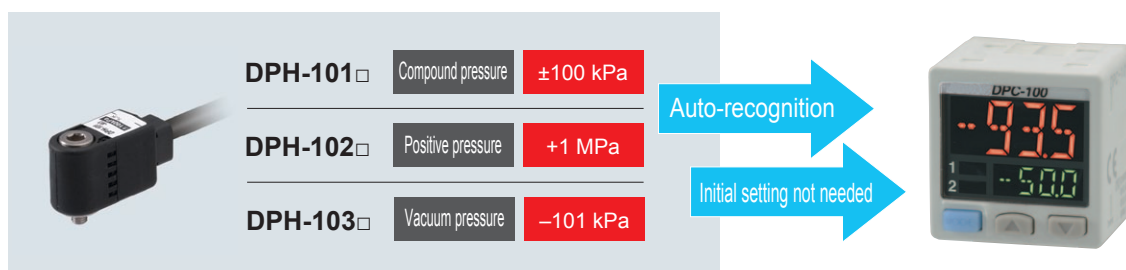 DPH-101□ Compound pressure ±100 kPa
DPH-102□ Positive pressure +1 MPa
DPH-103□ Vacuum pressure –101 kPa
Auto-recognition
Initial setting not needed
DPC-100
-93.5
1
2 -50.0